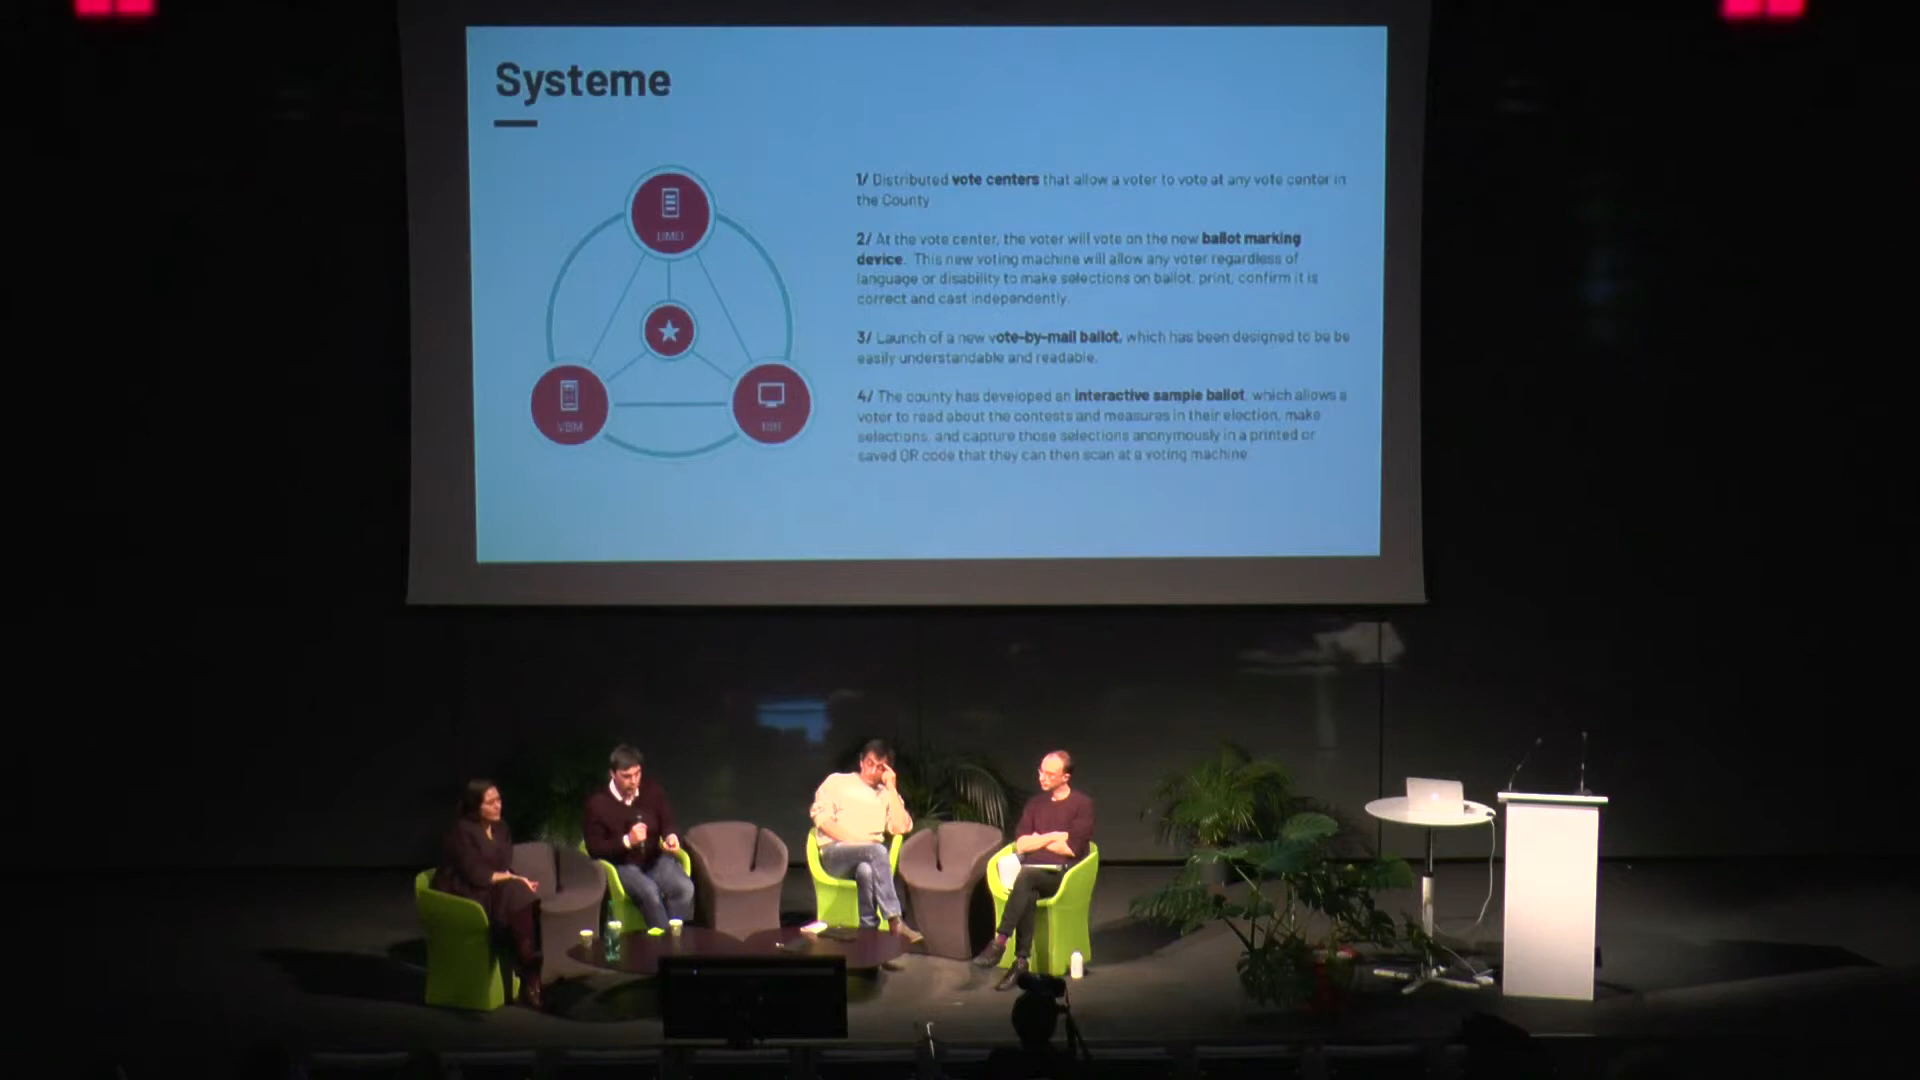 Systeme
BMD
VBM
ISB
1/ Distributed vote centers that allow a voter to vote at any vote center in
the County
2/ At the vote center, the voter will vote on the new ballot marking
device. This new voting machine will allow any voter regardless of
language or disability to make selections on ballot, print, confirm it is
correct and cast independently.
3/ Launch of a new vote-by-mail ballot, which has been designed to be be
easily understandable and readable.
4/ The county has developed an interactive sample ballot, which allows a
voter to read about the contests and measures in their election, make
selections, and capture those selections anonymously in a printed or
saved QR code that they can then scan at a voting machine